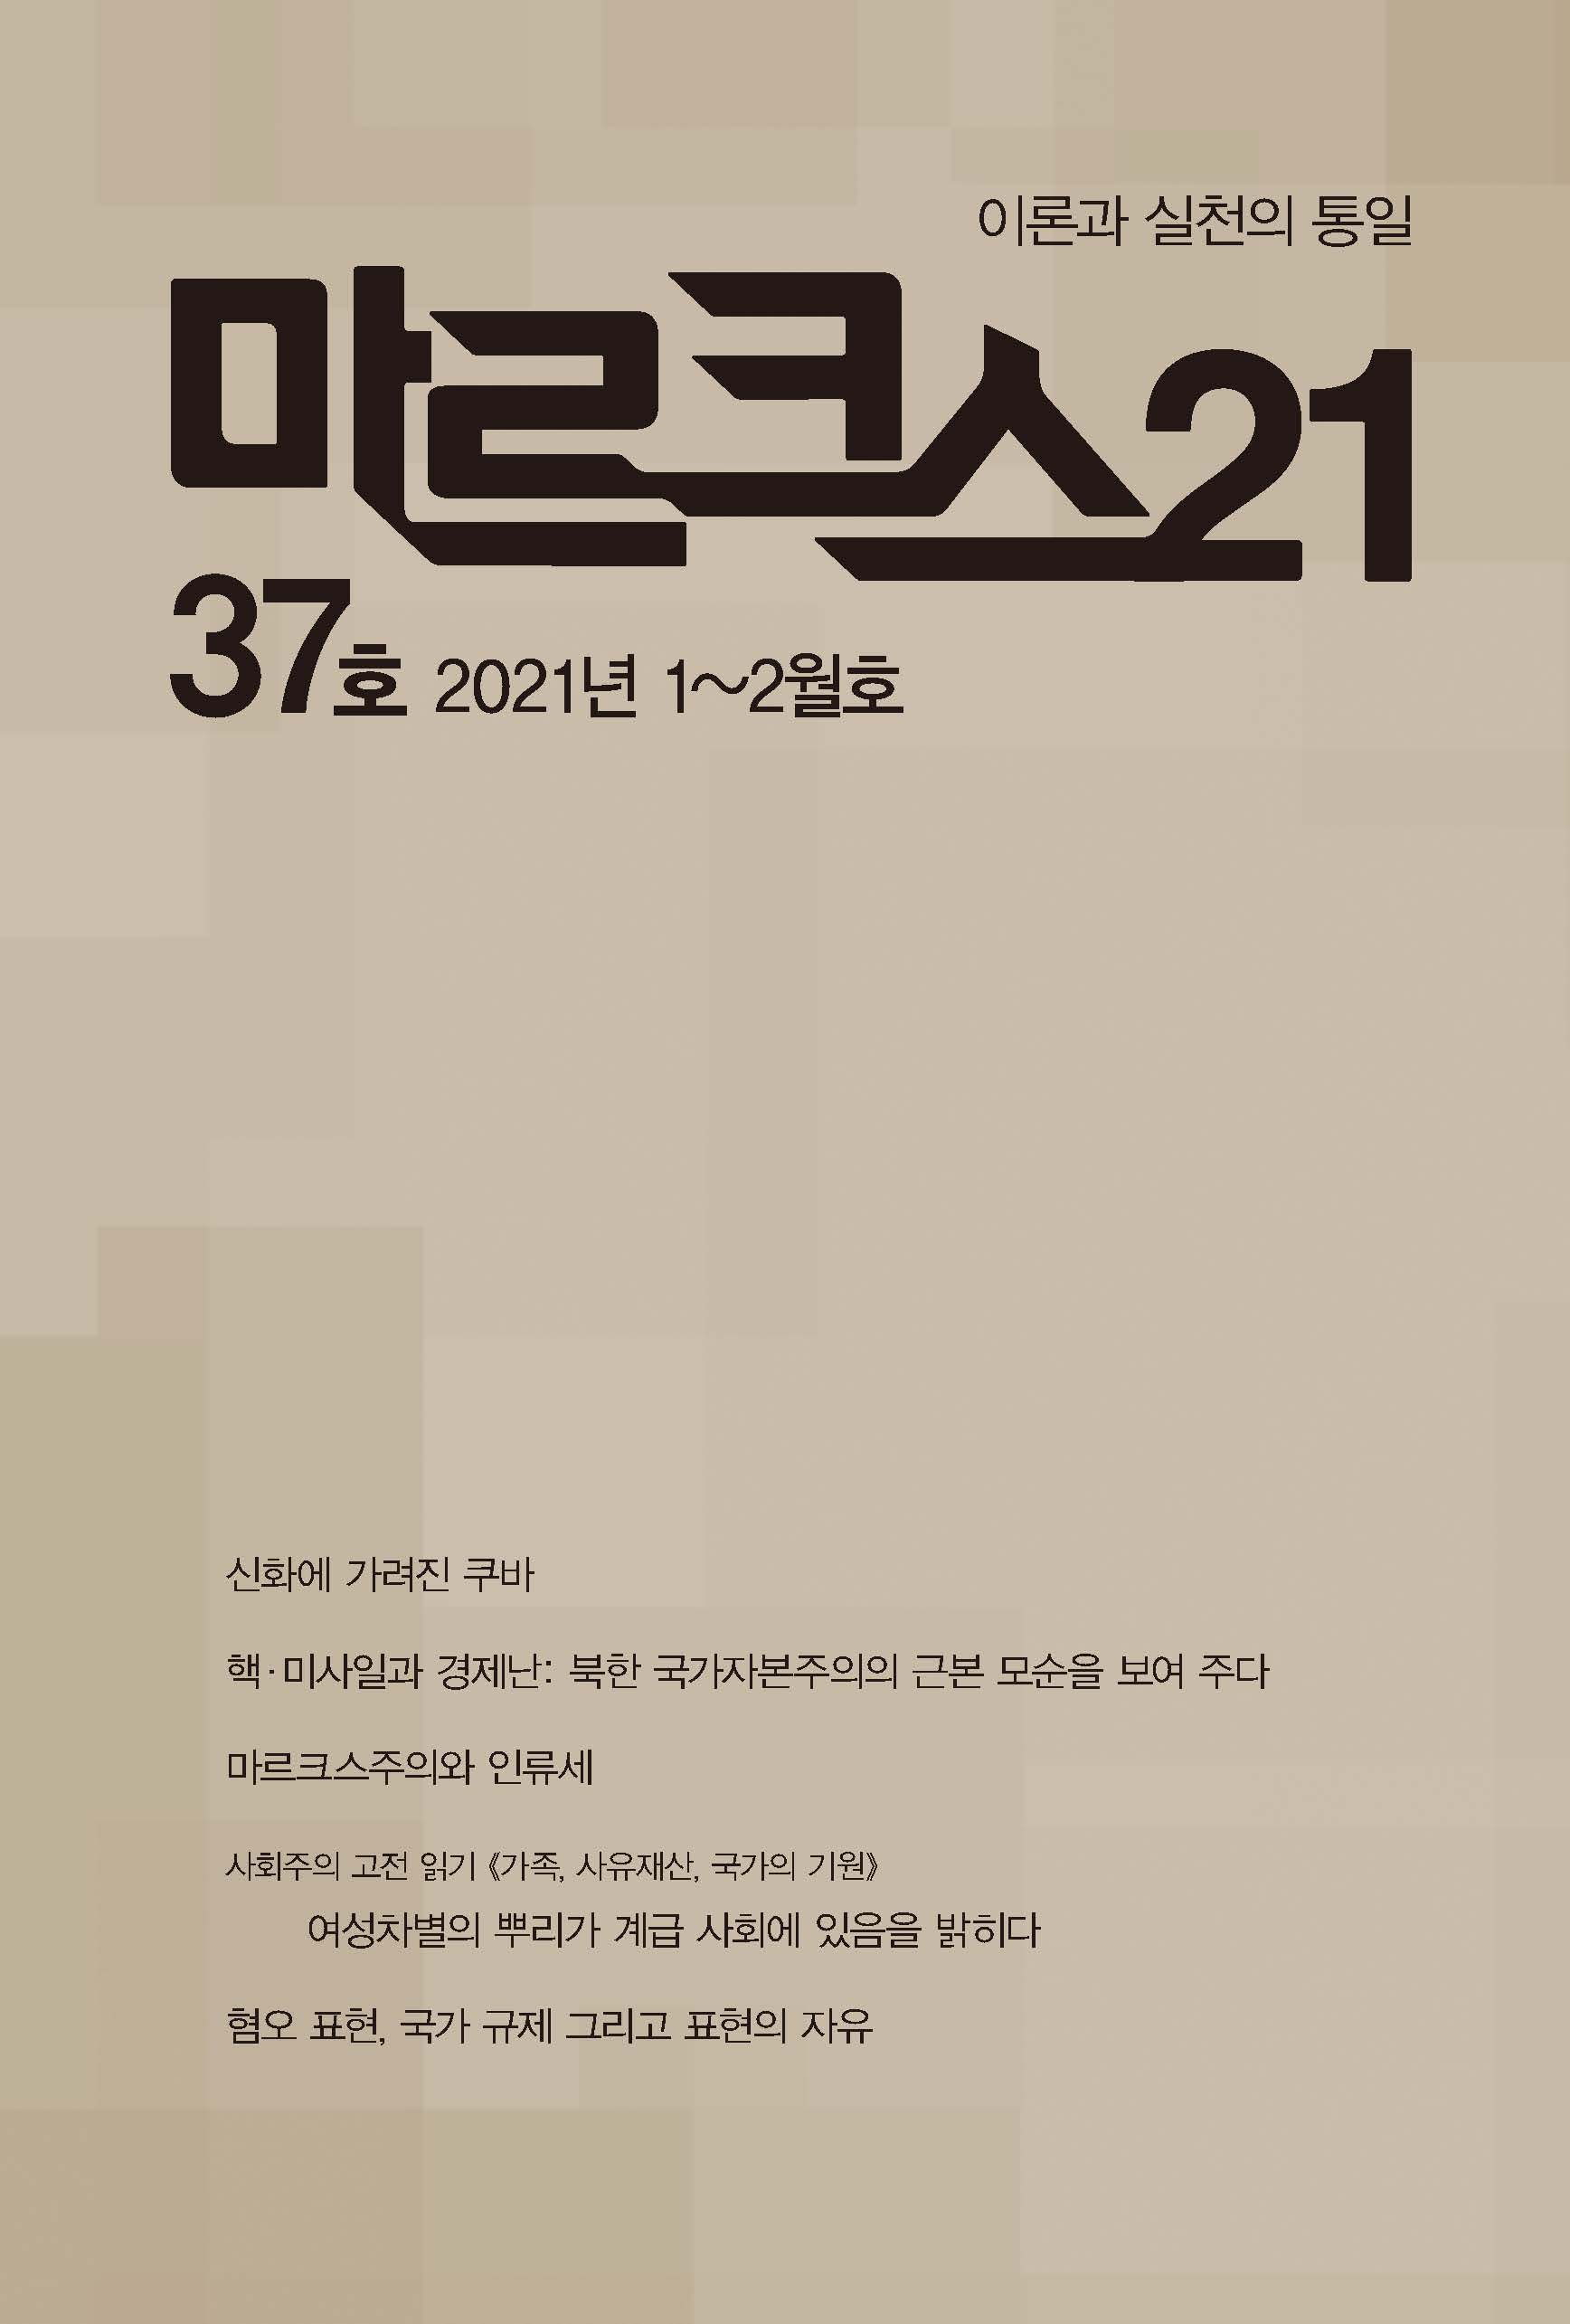 이론과 실천의 통일
마르크스21
37호 2021년 1~2월호
신화에 가려진 쿠바
핵·미사일과 경제난: 북한 국가자본주의의 근본 모순을 보여 주다
마르크스주의와 인류세
사회주의 고전 읽기 《가족, 사유재산, 국가의 기원》
여성차별의 뿌리가 계급 사회에 있음을 밝히다
혐오 표현, 국가 규제 그리고 표현의 자유